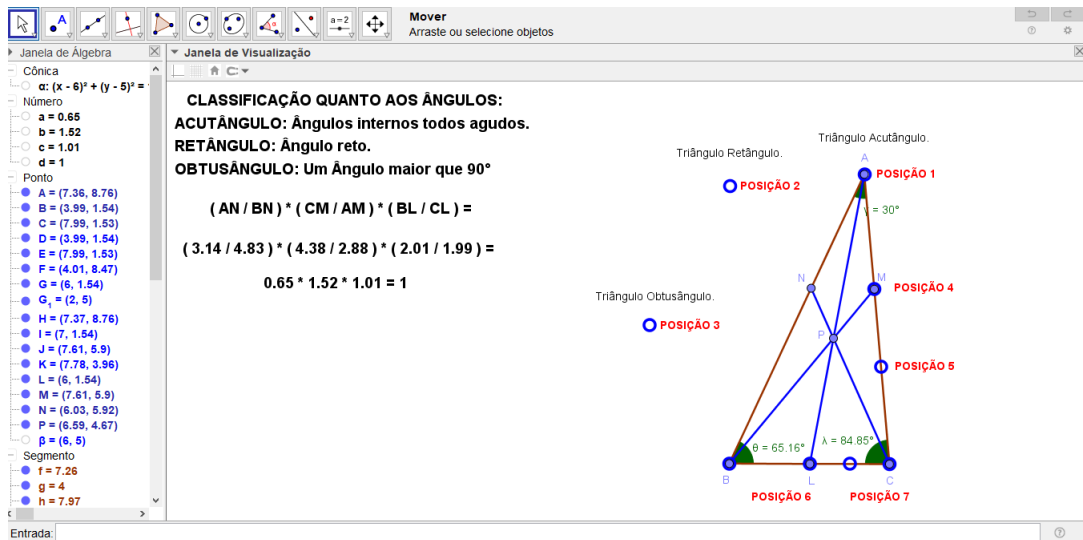 a=2
Mover
Arraste ou selecione objetos
Janela de Álgebra
Janela de Visualização
Cônica
α: (x - 6)² + (y - 5)² =
Número
a = 0.65
b = 1.52
c = 1.01
d = 1
Ponto
A = (7.36, 8.76)
B = (3.99, 1.54)
C = (7.99, 1.53)
D = (3.99, 1.54)
E = (7.99, 1.53)
F = (4.01, 8.47)
G = (6, 1.54)
G₁ = (2, 5)
H = (7.37, 8.76)
I = (7, 1.54)
J = (7.61, 5.9)
K = (7.78, 3.96)
L = (6, 1.54)
M = (7.61, 5.9)
N = (6.03, 5.92)
P = (6.59, 4.67)
β = (6, 5)
Segmento
f = 7.26
g = 4
h = 7.97
CLASSIFICAÇÃO QUANTO AOS ÂNGULOS:
ACUTÂNGULO: Ângulos internos todos agudos.
RETÂNGULO: Ângulo reto.
OBTUSÂNGULO: Um Ângulo maior que 90°
( AN / BN ) * ( CM / AM ) * ( BL / CL ) =
( 3.14 / 4.83 ) * ( 4.38 / 2.88 ) * ( 2.01 / 1.99 ) =
0.65 * 1.52 * 1.01 = 1
Triângulo Acutângulo.
Triângulo Retângulo.
A
POSIÇÃO 1
POSIÇÃO 2
γ = 30°
N
M
POSIÇÃO 4
Triângulo Obtusângulo.
POSIÇÃO 3
P
POSIÇÃO 5
θ = 65.16°
λ = 84.85°
B
L
C
POSIÇÃO 6
POSIÇÃO 7
Entrada: